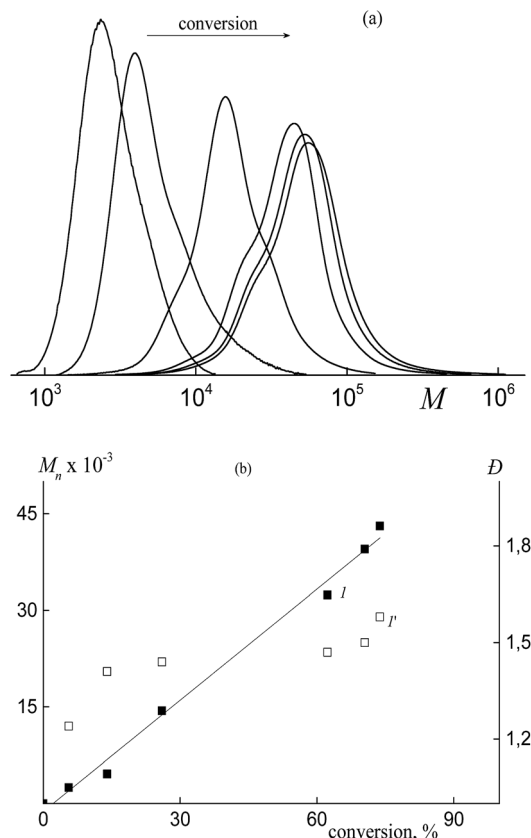 conversion
(a)
10³
10⁴
10⁵
M
10⁶
Mₙ x 10⁻³
(b)
Đ
45
1,8
30
1
1,5
1'
15
1,2
0
30
60
90
conversion, %